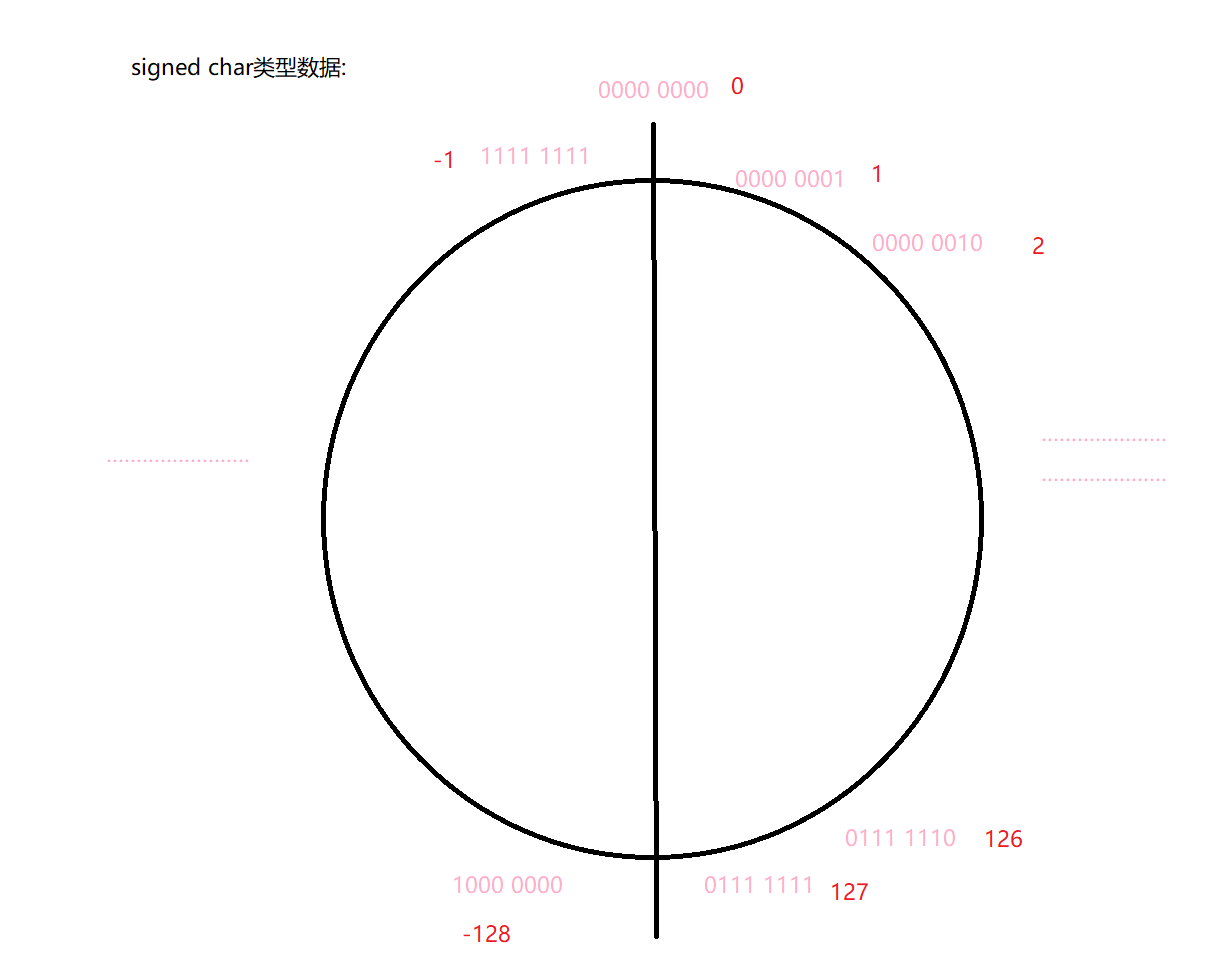 signed char类型数据:
0000 0000 0
-1 1111 1111
0000 0001 1
0000 0010 2
.......................
.....................
.....................
0111 1110 126
1000 0000
0111 1111 127
-128